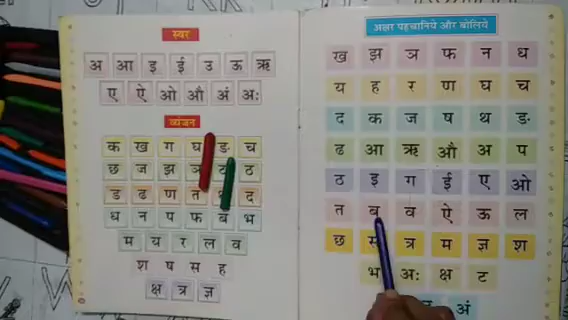 स्वर
अ आ इ ई उ ऊ ऋ
ए ऐ ओ औ अं अः
व्यंजन
क ख ग घ ङ च
छ ज झ ञ ट ठ
ड ढ ण त द
ध न प फ ब भ
म य र ल व
श ष स ह
क्ष त्र ज्ञ
अक्षर पहचानिये और बोलिये
ख झ ञ फ न ध
य ह र ण घ च
द क ज ष थ ङ
ढ आ ऋ औ अ प
ठ इ ग ई ए ओ
त ब व ऐ ऊ ल
छ स त्र म ज्ञ श
भ अः क्ष ट
अं